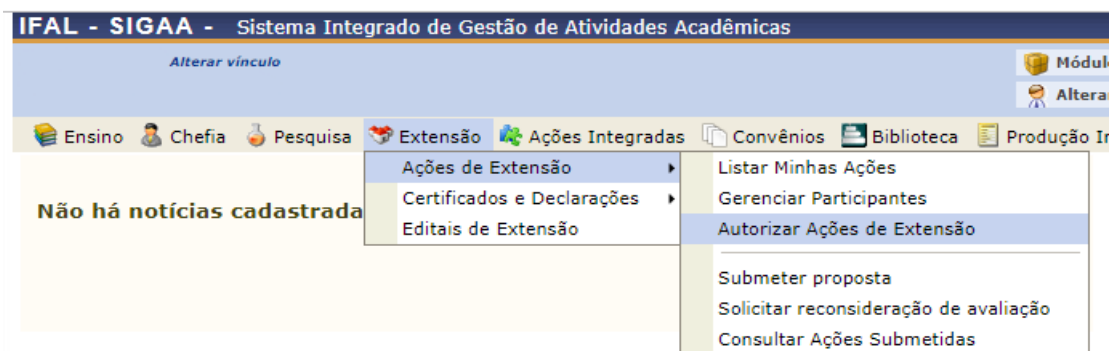 IFAL - SIGAA - Sistema Integrado de Gestão de Atividades Acadêmicas
Alterar vínculo
Ensino Chefia Pesquisa Extensão Ações Integradas Convênios Biblioteca Produção
Ações de Extensão
Certificados e Declarações
Editais de Extensão
Listar Minhas Ações
Gerenciar Participantes
Autorizar Ações de Extensão
Submeter proposta
Solicitar reconsideração de avaliação
Consultar Ações Submetidas
Não há notícias